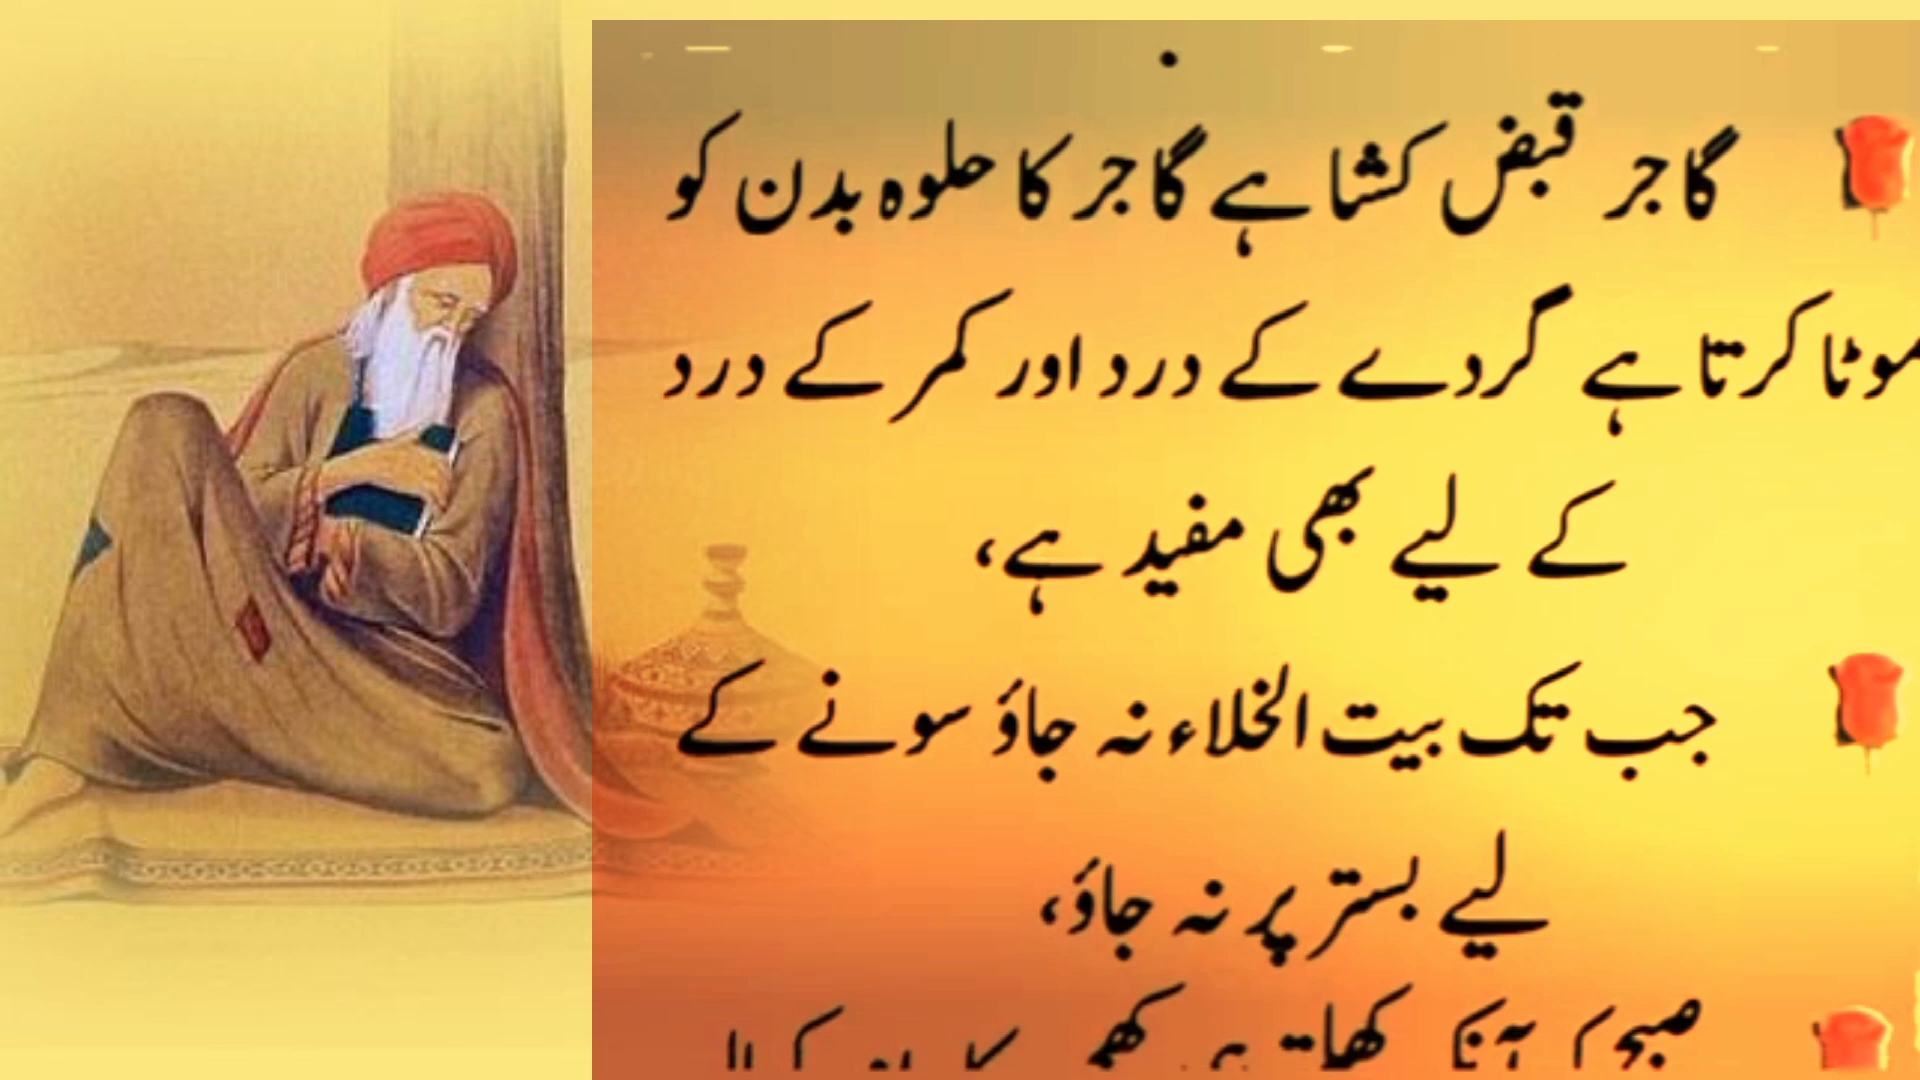 گاجر قبض کشا ہے گاجر کا حلوہ بدن کو
موٹا کرتا ہے گردے کے درد اور کمر کے درد
کے لیے بھی مفید ہے،
جب تک بیت الخلاء نہ جاؤ سونے کے
لیے بستر پر نہ جاؤ،